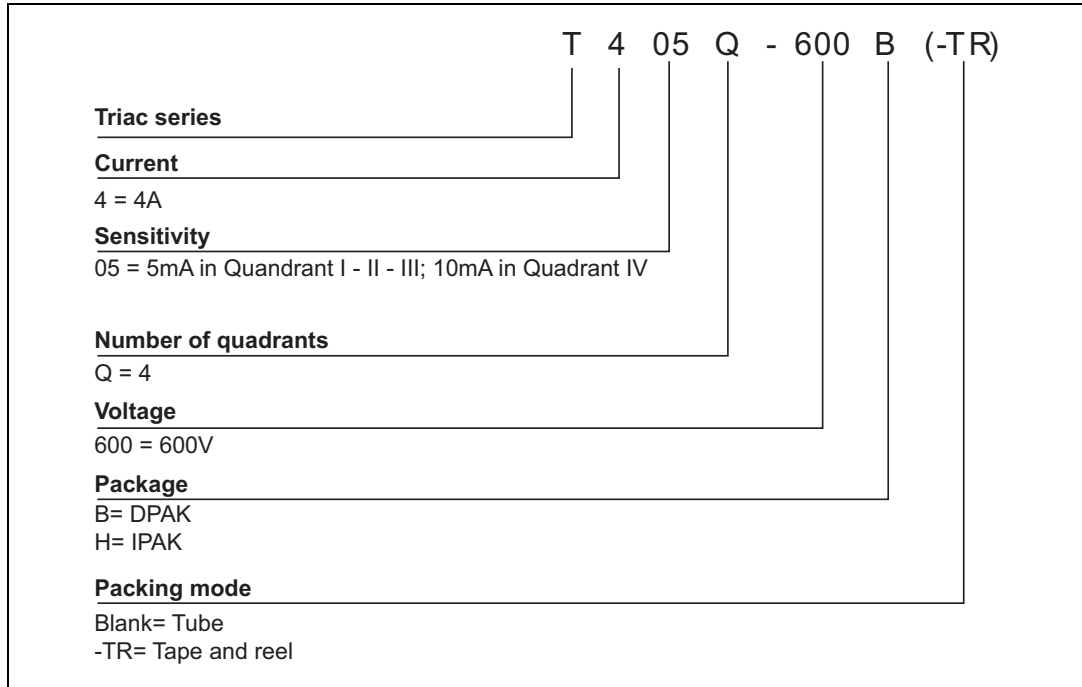 T 4 05 Q - 600 B (-TR)
Triac series
Current
4 = 4A
Sensitivity
05 = 5mA in Quandrant I - II - III; 10mA in Quadrant IV
Number of quadrants
Q = 4
Voltage
600 = 600V
Package
B= DPAK
H= IPAK
Packing mode
Blank= Tube
-TR= Tape and reel